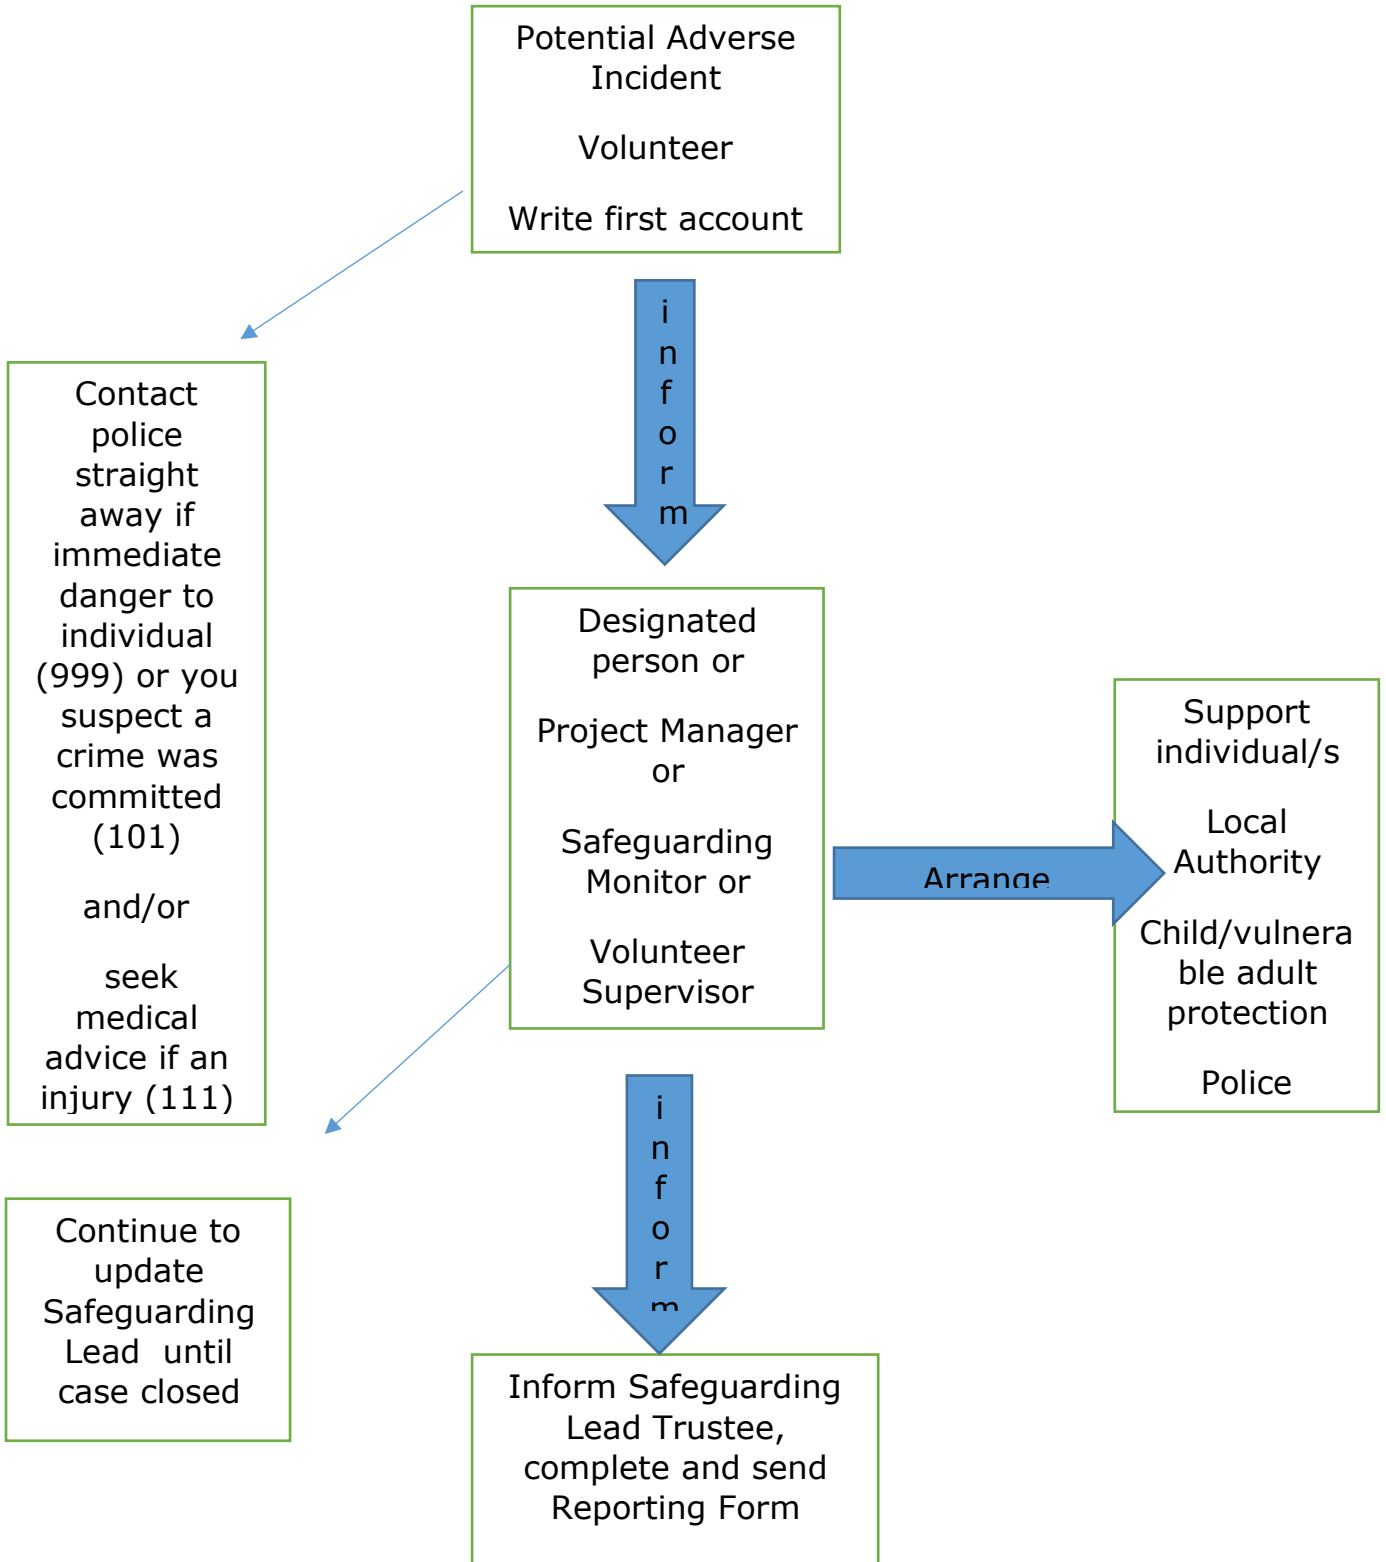 Potential Adverse
Incident
Volunteer
Write first account
i
n
f
o
r
m
Contact
police
straight
away if
immediate
danger to
individual
(999) or you
suspect a
crime was
committed
(101)
and/or
seek
medical
advice if an
injury (111)
Designated
person or
Project Manager
or
Safeguarding
Monitor or
Volunteer
Supervisor
Arrange
Support
individual/s
Local
Authority
Child/vulnera
ble adult
protection
Police
i
n
f
o
r
m
Continue to
update
Safeguarding
Lead  until
case closed
Inform Safeguarding
Lead Trustee,
complete and send
Reporting Form